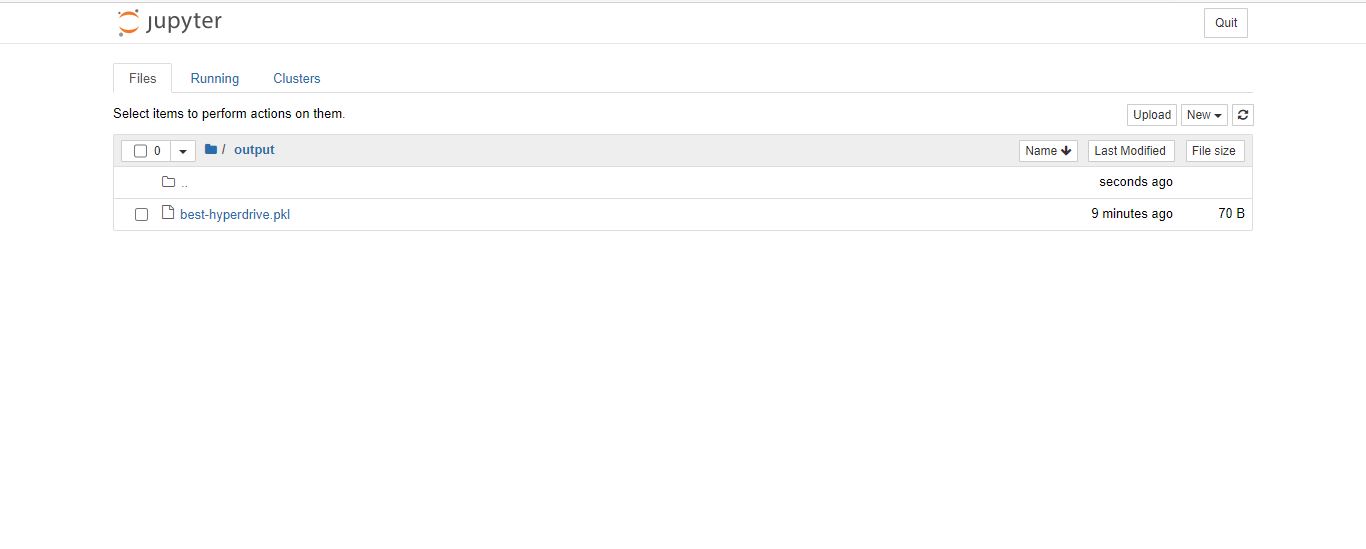 jupyter Quit
Files Running Clusters
Select items to perform actions on them. Upload New
0 / output Name Last Modified File size
.. seconds ago
best-hyperdrive.pkl 9 minutes ago 70 B